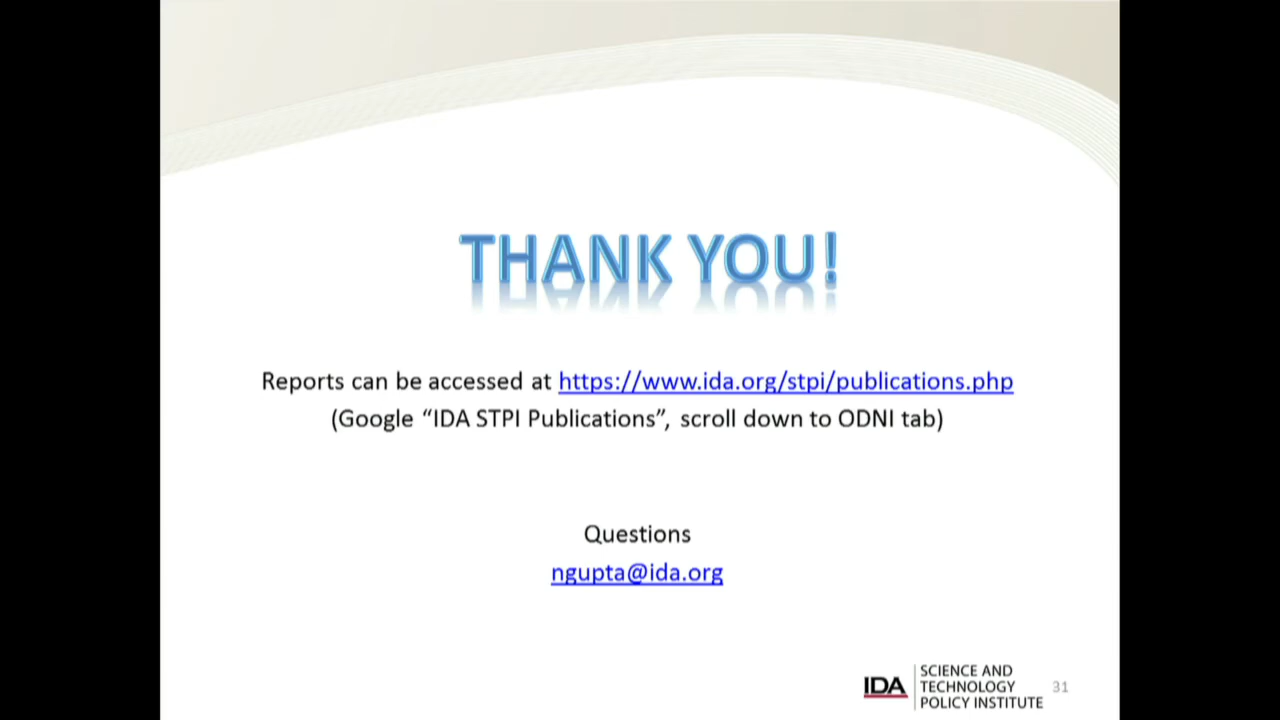 THANK YOU!
Reports can be accessed at https://www.ida.org/stpi/publications.php
(Google “IDA STPI Publications”, scroll down to ODNI tab)
Questions
ngupta@ida.org
IDA
SCIENCE AND
TECHNOLOGY
POLICY INSTITUTE
31